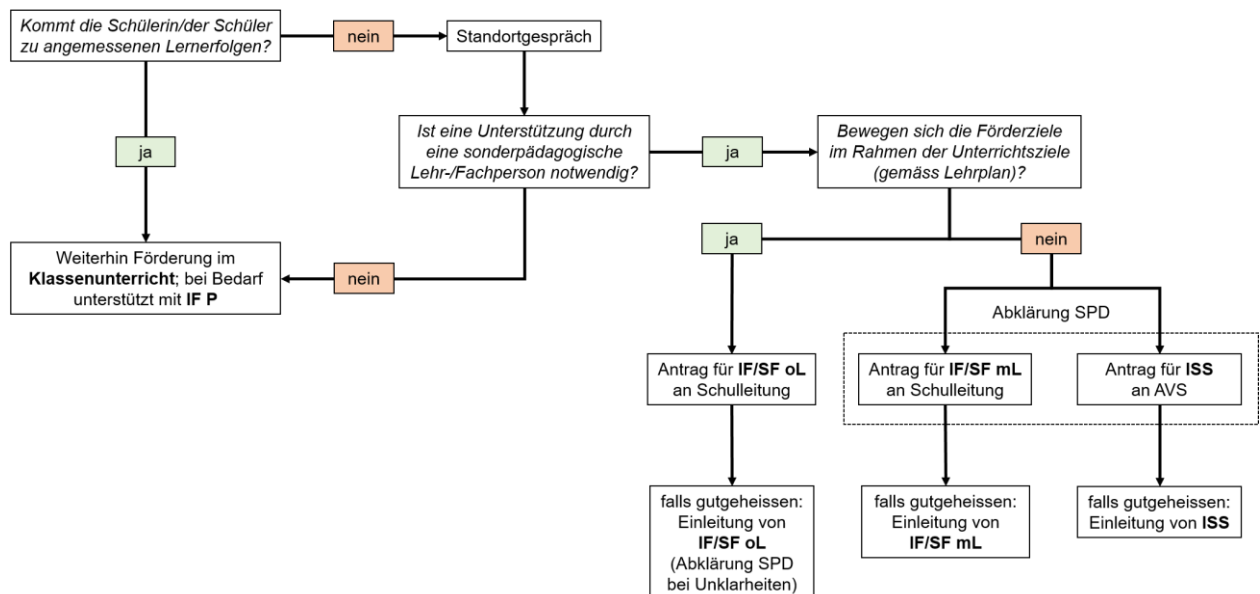 Kommt die Schülerin/der Schüler
zu angemessenen Lernerfolgen?
nein
Standortgespräch
ja
Ist eine Unterstützung durch
eine sonderpädagogische
Lehr-/Fachperson notwendig?
ja
Bewegen sich die Förderziele
im Rahmen der Unterrichtsziele
(gemäss Lehrplan)?
Weiterhin Förderung im
Klassenunterricht; bei Bedarf
unterstützt mit IF P
nein
ja
nein
Abklärung SPD
Antrag für IF/SF oL
an Schulleitung
Antrag für IF/SF mL
an Schulleitung
Antrag für ISS
an AVS
falls gutgeheissen:
Einleitung von
IF/SF oL
(Abklärung SPD
bei Unklarheiten)
falls gutgeheissen:
Einleitung von
IF/SF mL
falls gutgeheissen:
Einleitung von ISS